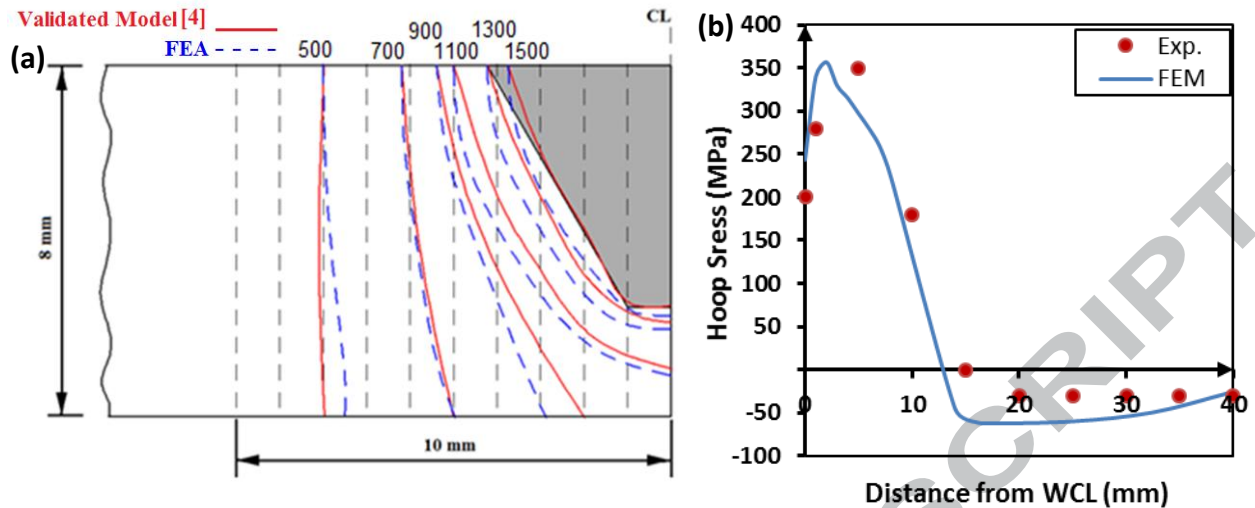 Validated Model [4]
FEA
(a)
500
700
900
1100
1300
1500
CL
8 mm
10 mm
(b)
Exp.
FEM
400
350
300
250
200
150
100
50
0
-50
-100
0
10
20
30
40
Hoop Sress (MPa)
Distance from WCL (mm)
SCRIPT